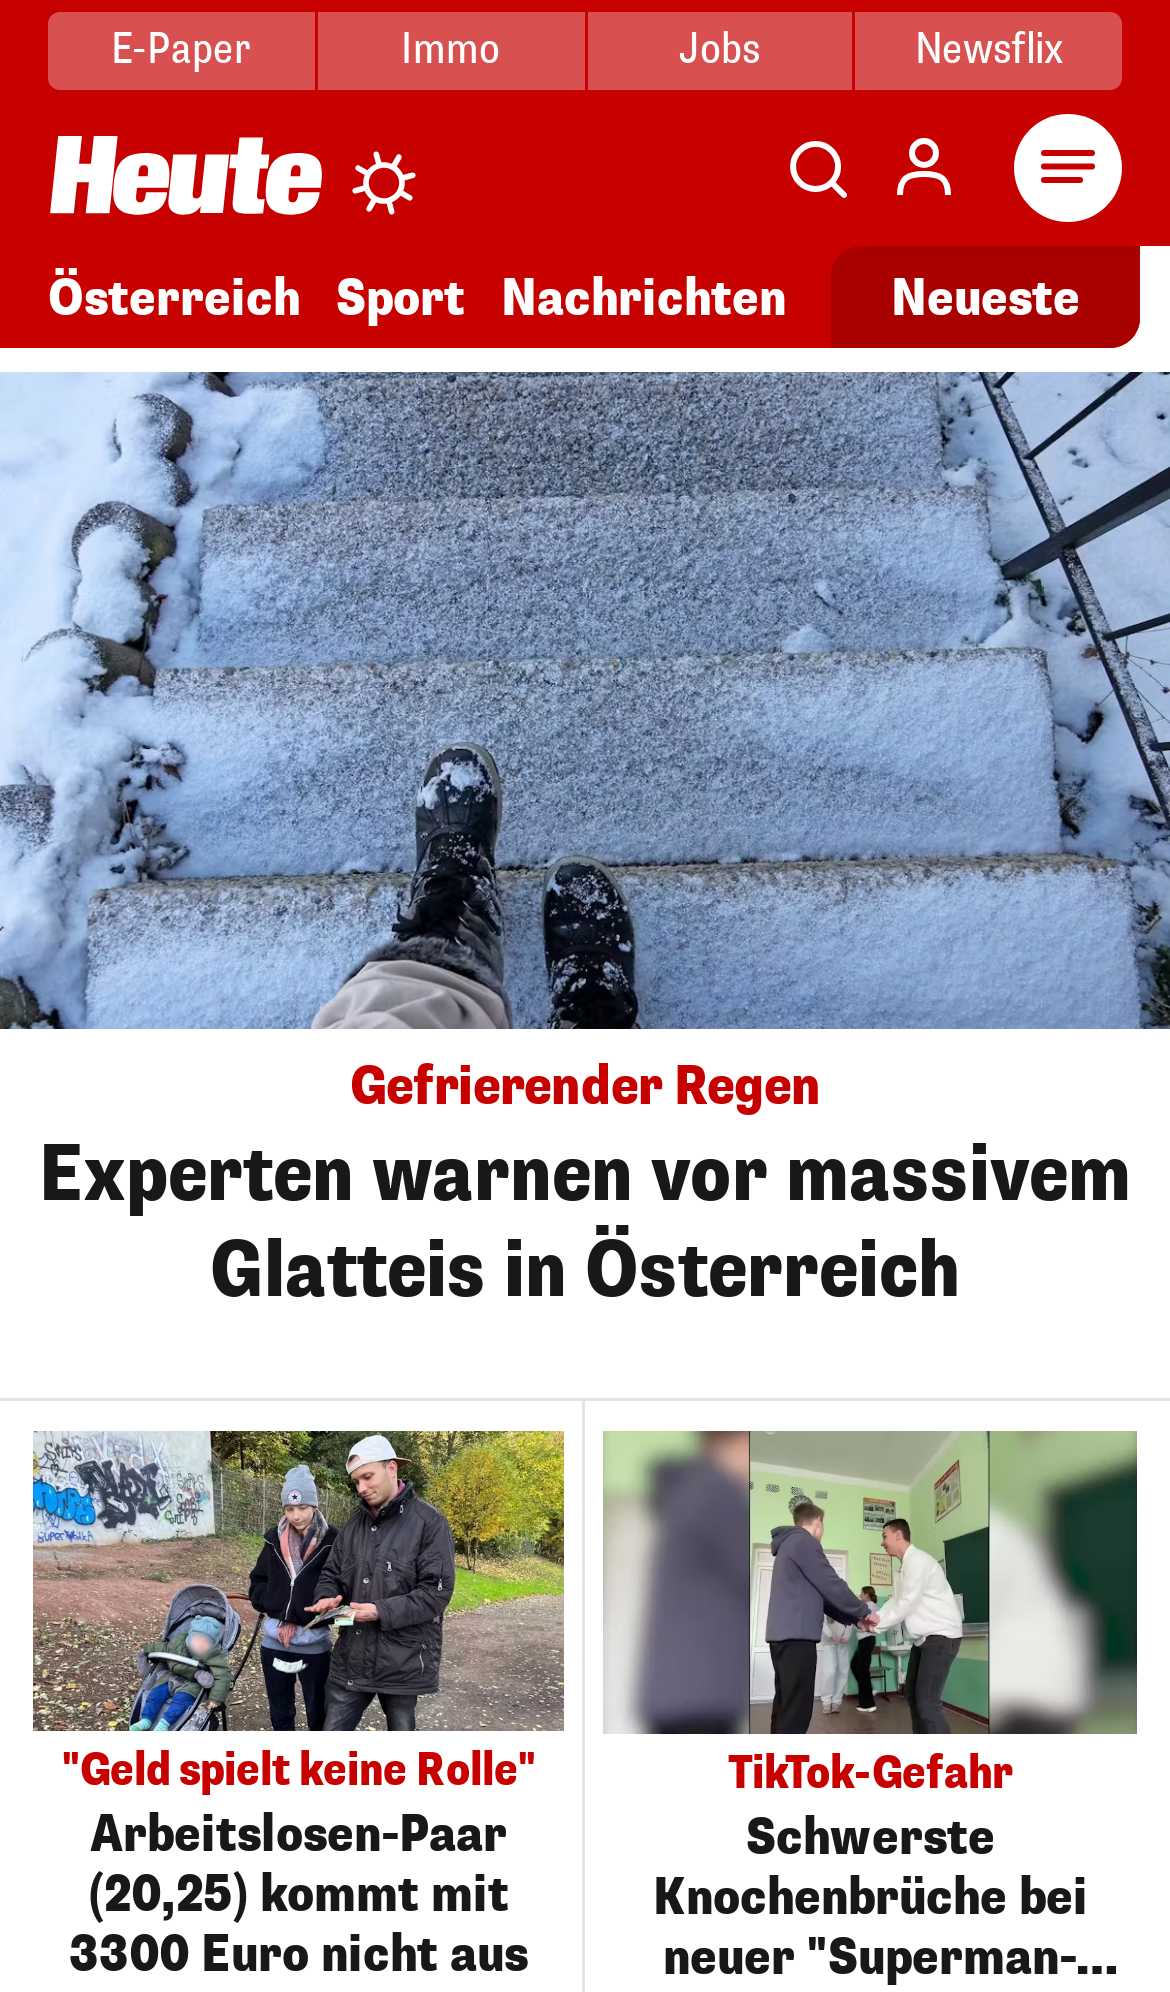 E-Paper
Immo
Jobs
Newsflix
Heute
Österreich
Sport
Nachrichten
Neueste
Gefrierender Regen
Experten warnen vor massivem
Glatteis in Österreich
"Geld spielt keine Rolle"
Arbeitslosen-Paar
(20,25) kommt mit
3300 Euro nicht aus
TikTok-Gefahr
Schwerste
Knochenbrüche bei
neuer "Superman-...